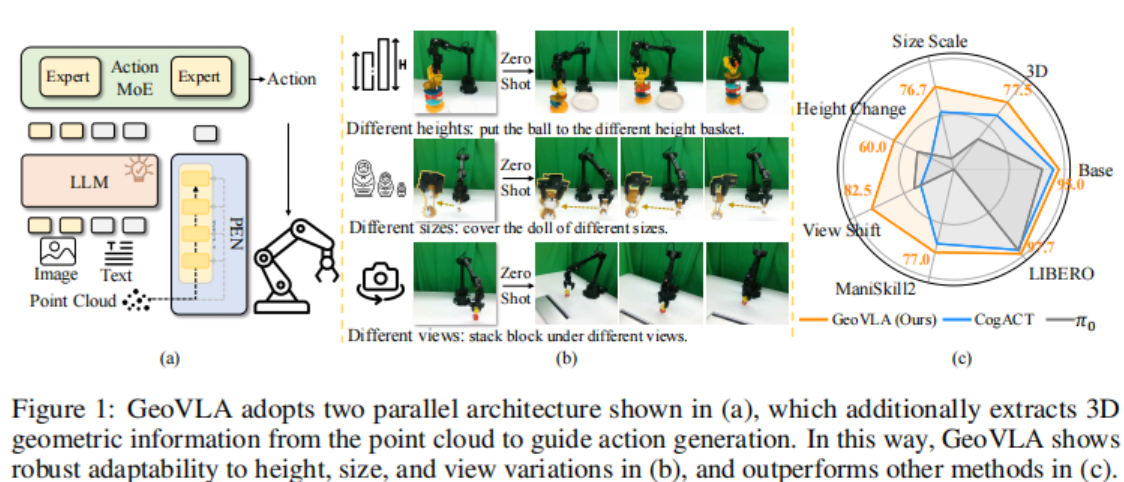 Expert
Action
MoE
Expert
Action
LLM
PEN
Image
Text
Point Cloud
(a)
H
Zero
Shot
Different heights: put the ball to the different height basket.
Zero
Shot
Different sizes: cover the doll of different sizes.
Zero
Shot
Different views: stack block under different views.
(b)
Size Scale
76.7
3D
77.5
Height Change
60.0
Base
95.0
82.5
View Shift
77.0
97.7
LIBERO
ManiSkill2
GeoVLA (Ours)
CogACT
π₀
(c)
Figure 1: GeoVLA adopts two parallel architecture shown in (a), which additionally extracts 3D
geometric information from the point cloud to guide action generation. In this way, GeoVLA shows
robust adaptability to height, size, and view variations in (b), and outperforms other methods in (c).